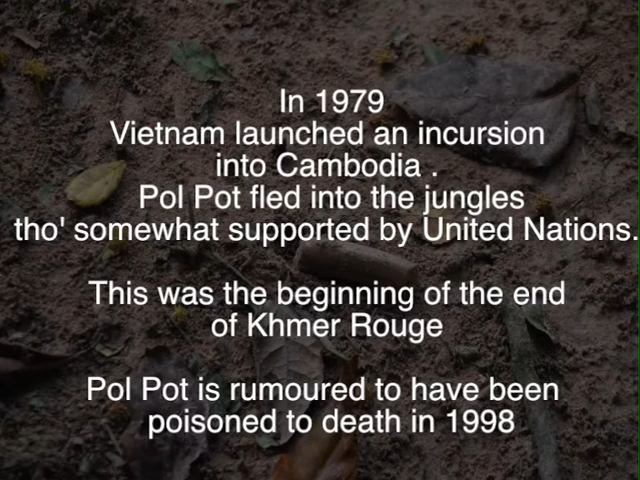 In 1979
Vietnam launched an incursion
into Cambodia .
Pol Pot fled into the jungles
tho' somewhat supported by United Nations.
This was the beginning of the end
of Khmer Rouge
Pol Pot is rumoured to have been
poisoned to death in 1998